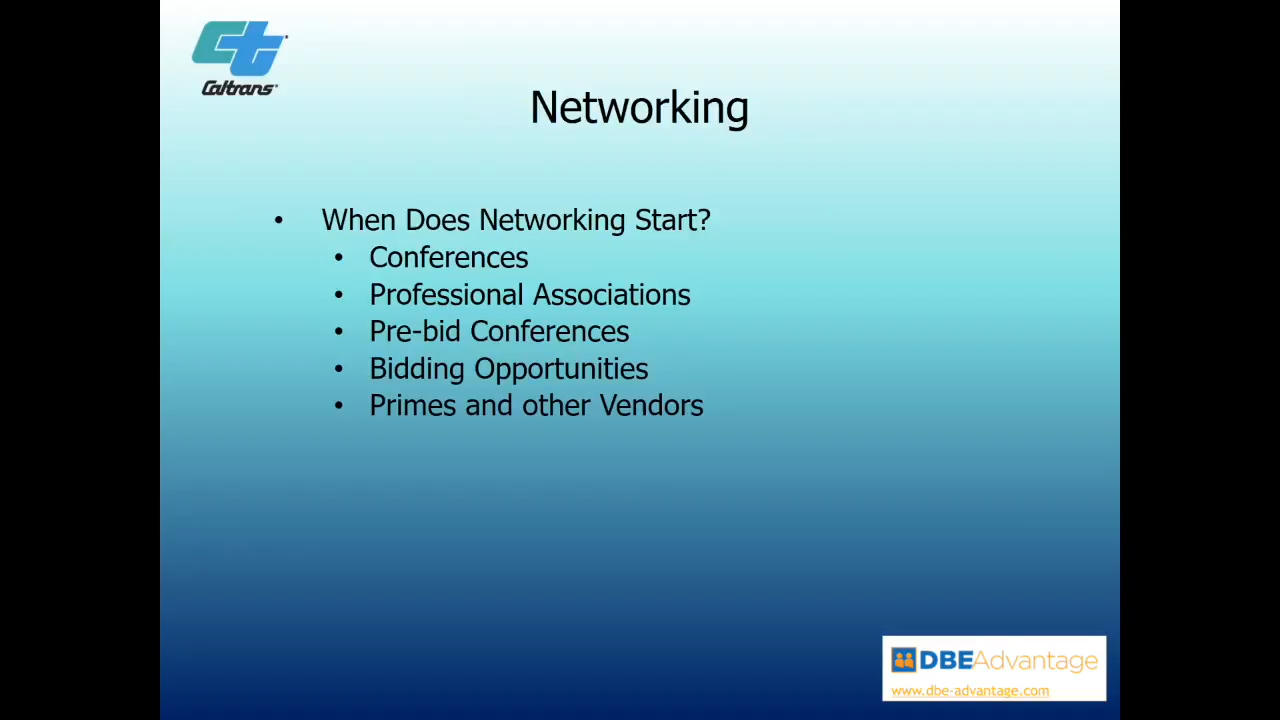 Caltrans
Networking
• When Does Networking Start?
• Conferences
• Professional Associations
• Pre-bid Conferences
• Bidding Opportunities
• Primes and other Vendors
DBEAdvantage
www.dbe-advantage.com